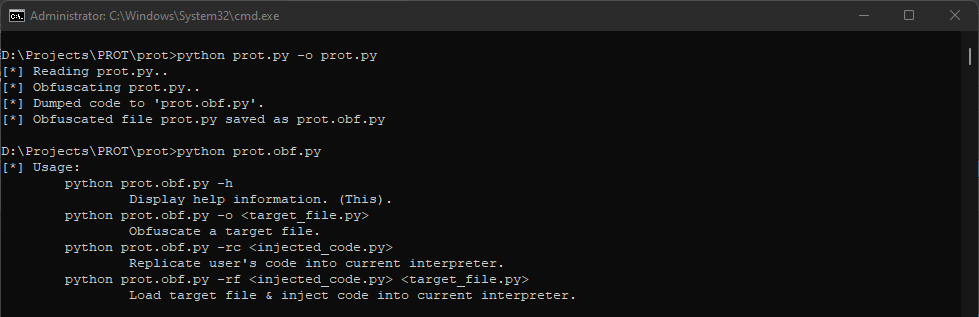 Administrator: C:\Windows\System32\cmd.exe
D:\Projects\PROT\prot>python prot.py -o prot.py
[*] Reading prot.py..
[*] Obfuscating prot.py..
[*] Dumped code to 'prot.obf.py'.
[*] Obfuscated file prot.py saved as prot.obf.py
D:\Projects\PROT\prot>python prot.obf.py
[*] Usage:
python prot.obf.py -h
Display help information. (This).
python prot.obf.py -o <target_file.py>
Obfuscate a target file.
python prot.obf.py -rc <injected_code.py>
Replicate user's code into current interpreter.
python prot.obf.py -rf <injected_code.py> <target_file.py>
Load target file & inject code into current interpreter.